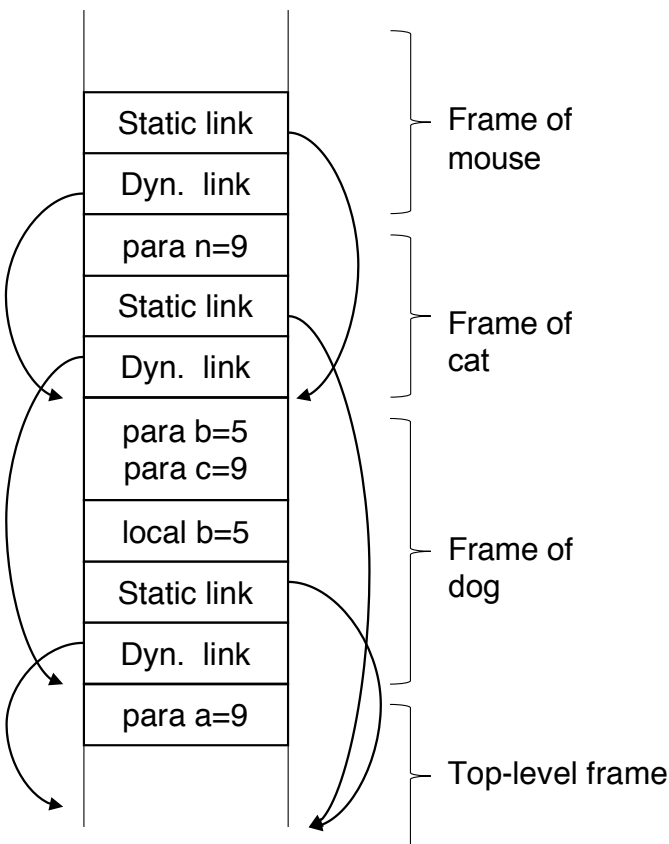 Static link
Dyn. link
para n=9
Static link
Dyn. link
para b=5
para c=9
local b=5
Static link
Dyn. link
para a=9
Frame of
mouse
Frame of
cat
Frame of
dog
Top-level frame